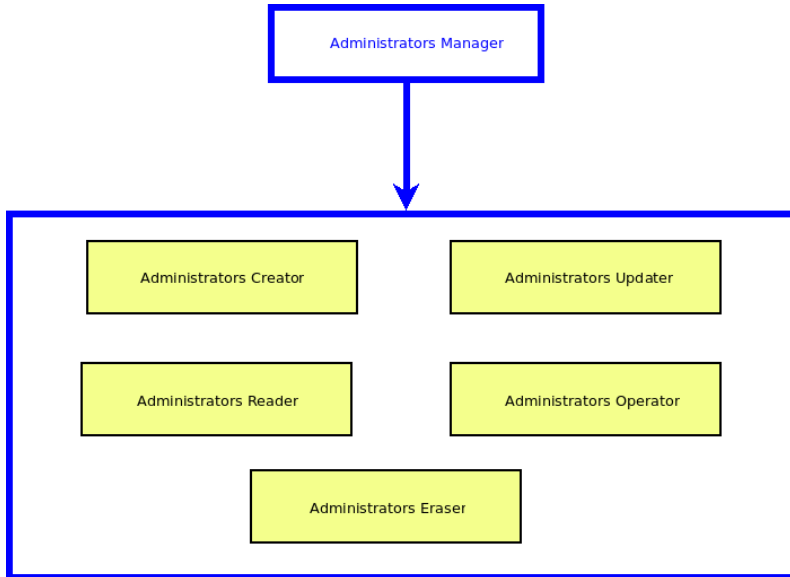 Administrators Manager
Administrators Creator
Administrators Updater
Administrators Reader
Administrators Operator
Administrators Eraser